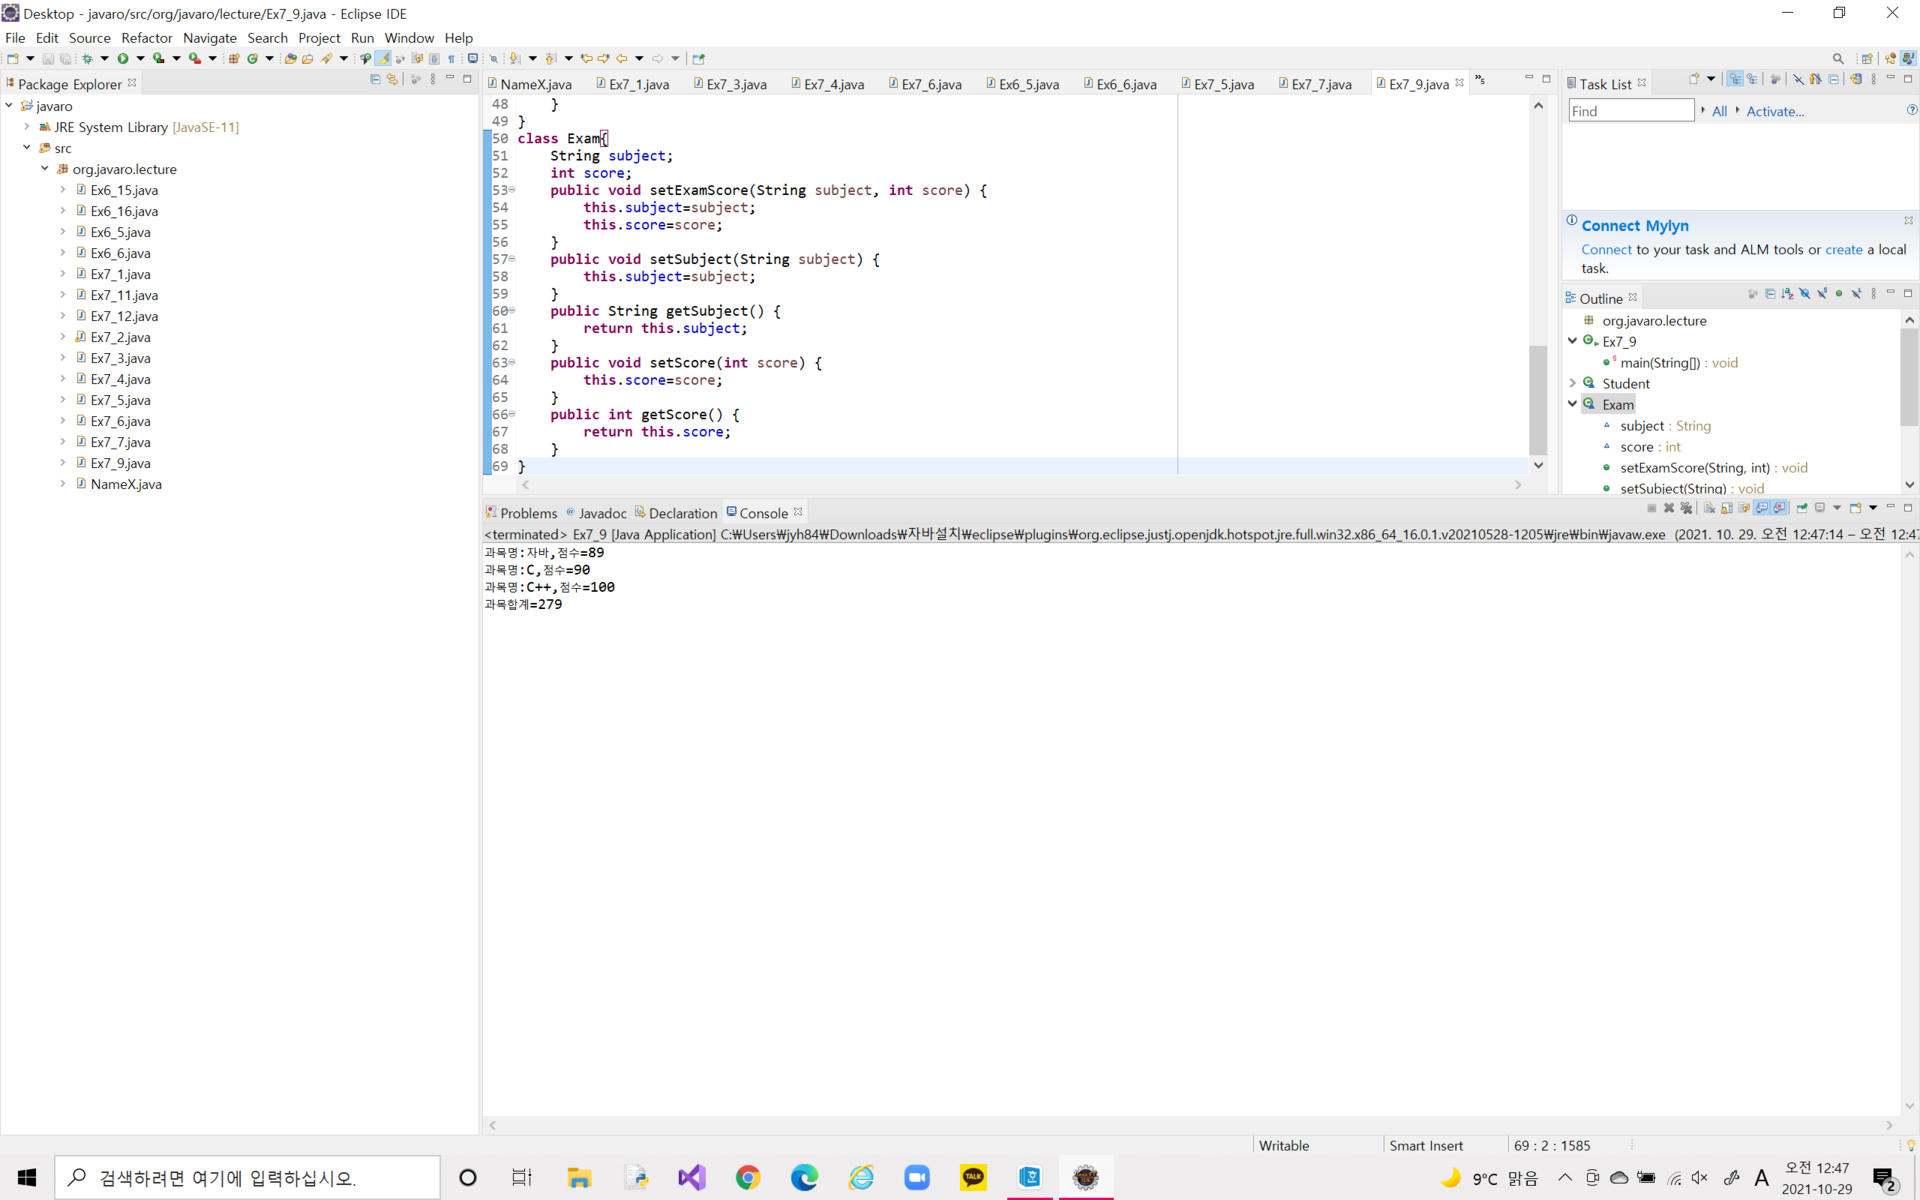 Desktop - javaro/src/org/javaro/lecture/Ex7_9.java - Eclipse IDE
File Edit Source Refactor Navigate Search Project Run Window Help
Package Explorer
javaro
JRE System Library [JavaSE-11]
src
org.javaro.lecture
Ex6_15.java
Ex6_16.java
Ex6_5.java
Ex6_6.java
Ex7_1.java
Ex7_11.java
Ex7_12.java
Ex7_2.java
Ex7_3.java
Ex7_4.java
Ex7_5.java
Ex7_6.java
Ex7_7.java
Ex7_9.java
NameX.java
NameX.java Ex7_1.java Ex7_3.java Ex7_4.java Ex7_6.java Ex6_5.java Ex6_6.java Ex7_5.java Ex7_7.java Ex7_9.java »5
48 }
49 }
50 class Exam{
51 String subject;
52 int score;
53 public void setExamScore(String subject, int score) {
54 this.subject=subject;
55 this.score=score;
56 }
57 public void setSubject(String subject) {
58 this.subject=subject;
59 }
60 public String getSubject() {
61 return this.subject;
62 }
63 public void setScore(int score) {
64 this.score=score;
65 }
66 public int getScore() {
67 return this.score;
68 }
69 }
Task List
Find All Activate...
Connect Mylyn
Connect to your task and ALM tools or create a local
task.
Outline
org.javaro.lecture
Ex7_9
main(String[]) : void
Student
Exam
subject : String
score : int
setExamScore(String, int) : void
setSubject(String) : void
Problems Javadoc Declaration Console
<terminated> Ex7_9 [Java Application] C:₩Users₩jyh84₩Downloads₩자바설치₩eclipse₩plugins₩org.eclipse.justj.openjdk.hotspot.jre.full.win32.x86_64_16.0.1.v20210528-1205₩jre₩bin₩javaw.exe (2021. 10. 29. 오전 12:47:14 – 오전 12:47
과목명:자바,점수=89
과목명:C,점수=90
과목명:C++,점수=100
과목합계=279
Writable Smart Insert 69 : 2 : 1585
검색하려면 여기에 입력하십시오.
TALK
9°C 맑음
A
오전 12:47
2021-10-29
2